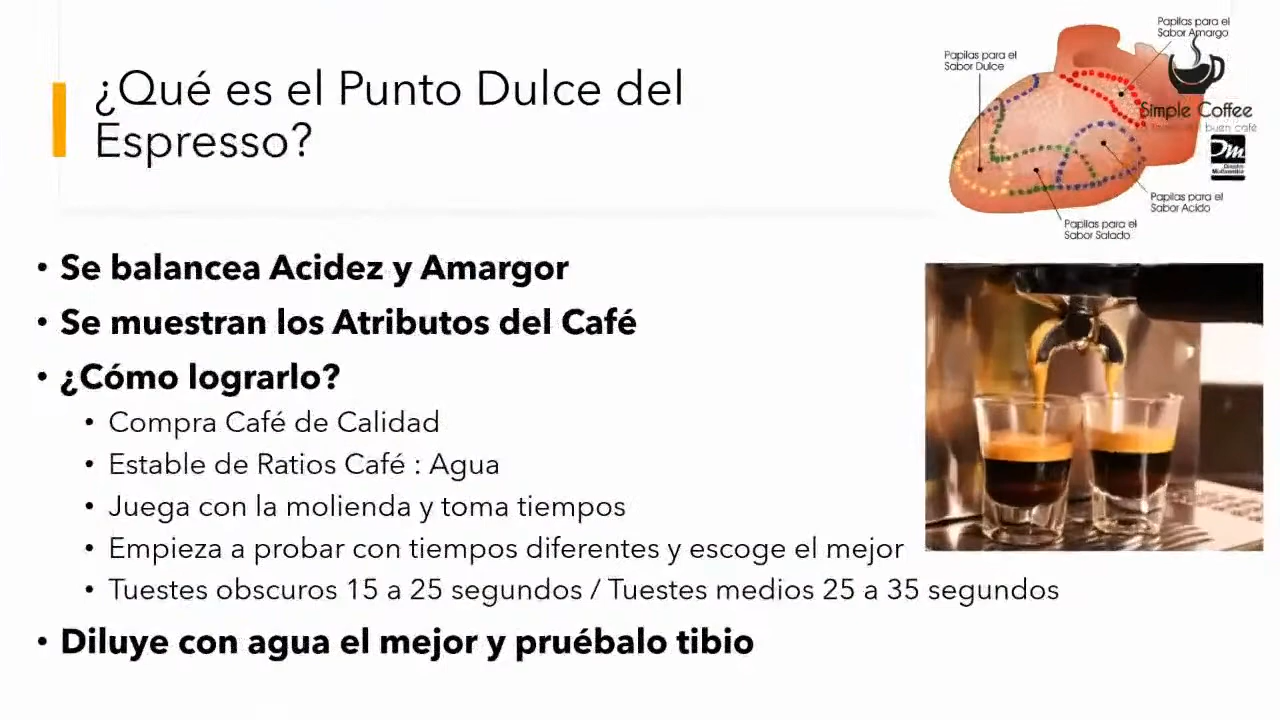 ¿Qué es el Punto Dulce del
Espresso?
Papilas para el
Sabor Amargo
Papilas para el
Sabor Dulce
Simple Coffee
buen café
Papilas para el
Sabor Acido
Papilas para el
Sabor Salado
• Se balancea Acidez y Amargor
• Se muestran los Atributos del Café
• ¿Cómo lograrlo?
• Compra Café de Calidad
• Estable de Ratios Café : Agua
• Juega con la molienda y toma tiempos
• Empieza a probar con tiempos diferentes y escoge el mejor
• Tuestes obscuros 15 a 25 segundos / Tuestes medios 25 a 35 segundos
• Diluye con agua el mejor y pruébalo tibio